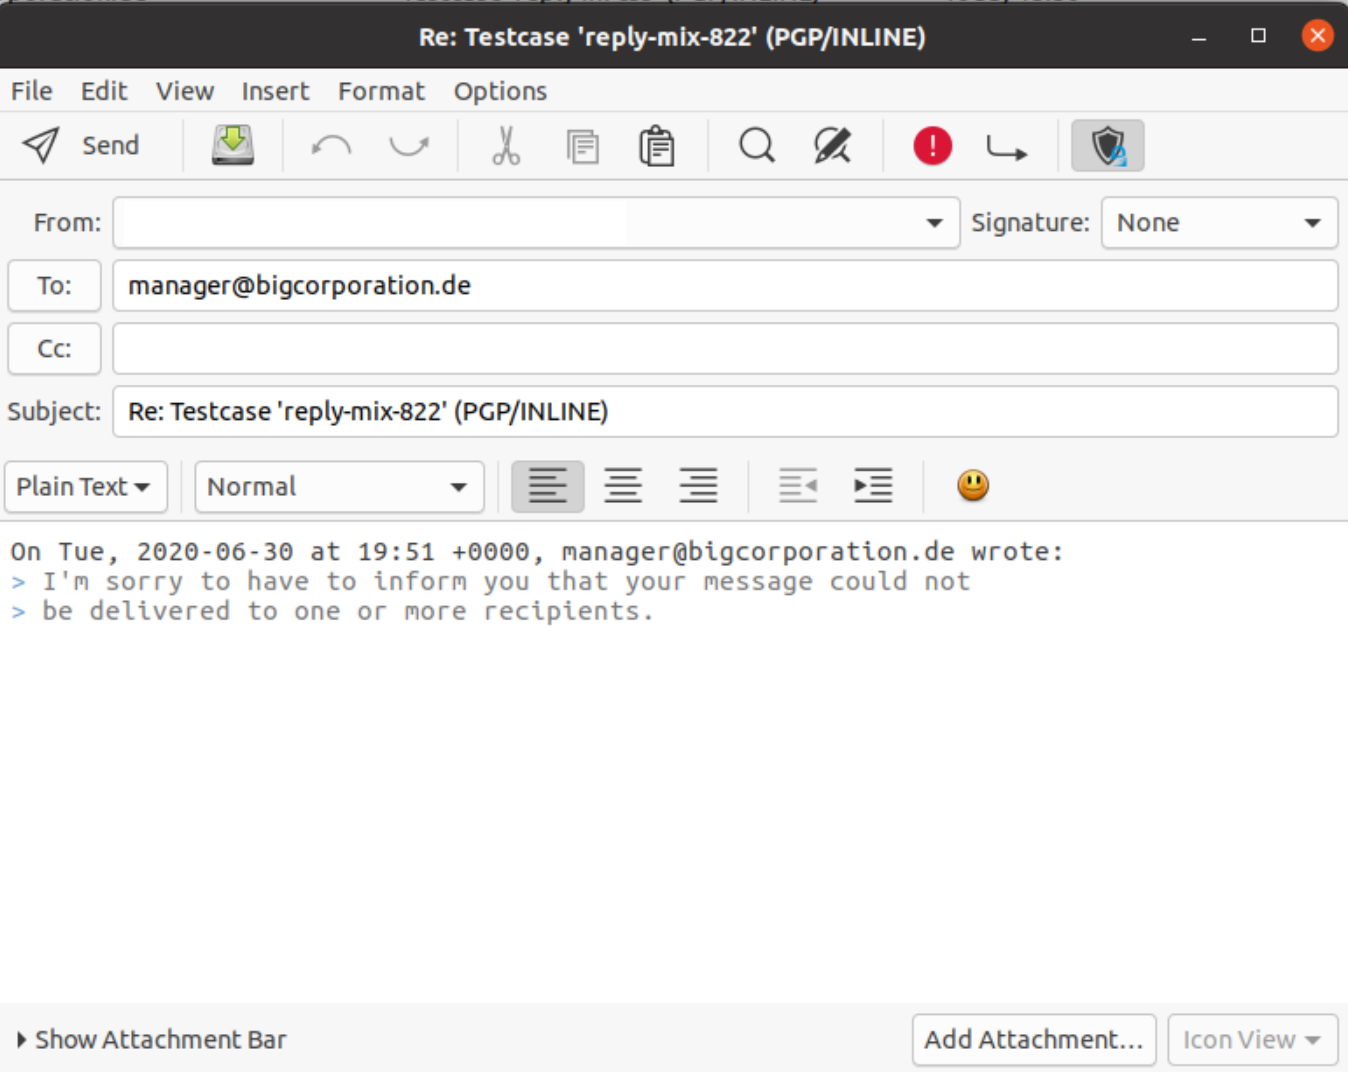 Re: Testcase 'reply-mix-822' (PGP/INLINE)
File Edit View Insert Format Options
Send
From: Signature: None
To: manager@bigcorporation.de
Cc:
Subject: Re: Testcase 'reply-mix-822' (PGP/INLINE)
Plain Text Normal
On Tue, 2020-06-30 at 19:51 +0000, manager@bigcorporation.de wrote:
> I'm sorry to have to inform you that your message could not
> be delivered to one or more recipients.
Show Attachment Bar Add Attachment... Icon View